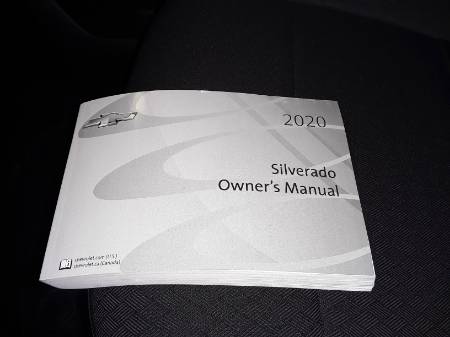 2020
Silverado
Owner's Manual
chevrolet.com (U.S.)
chevrolet.ca (Canada)